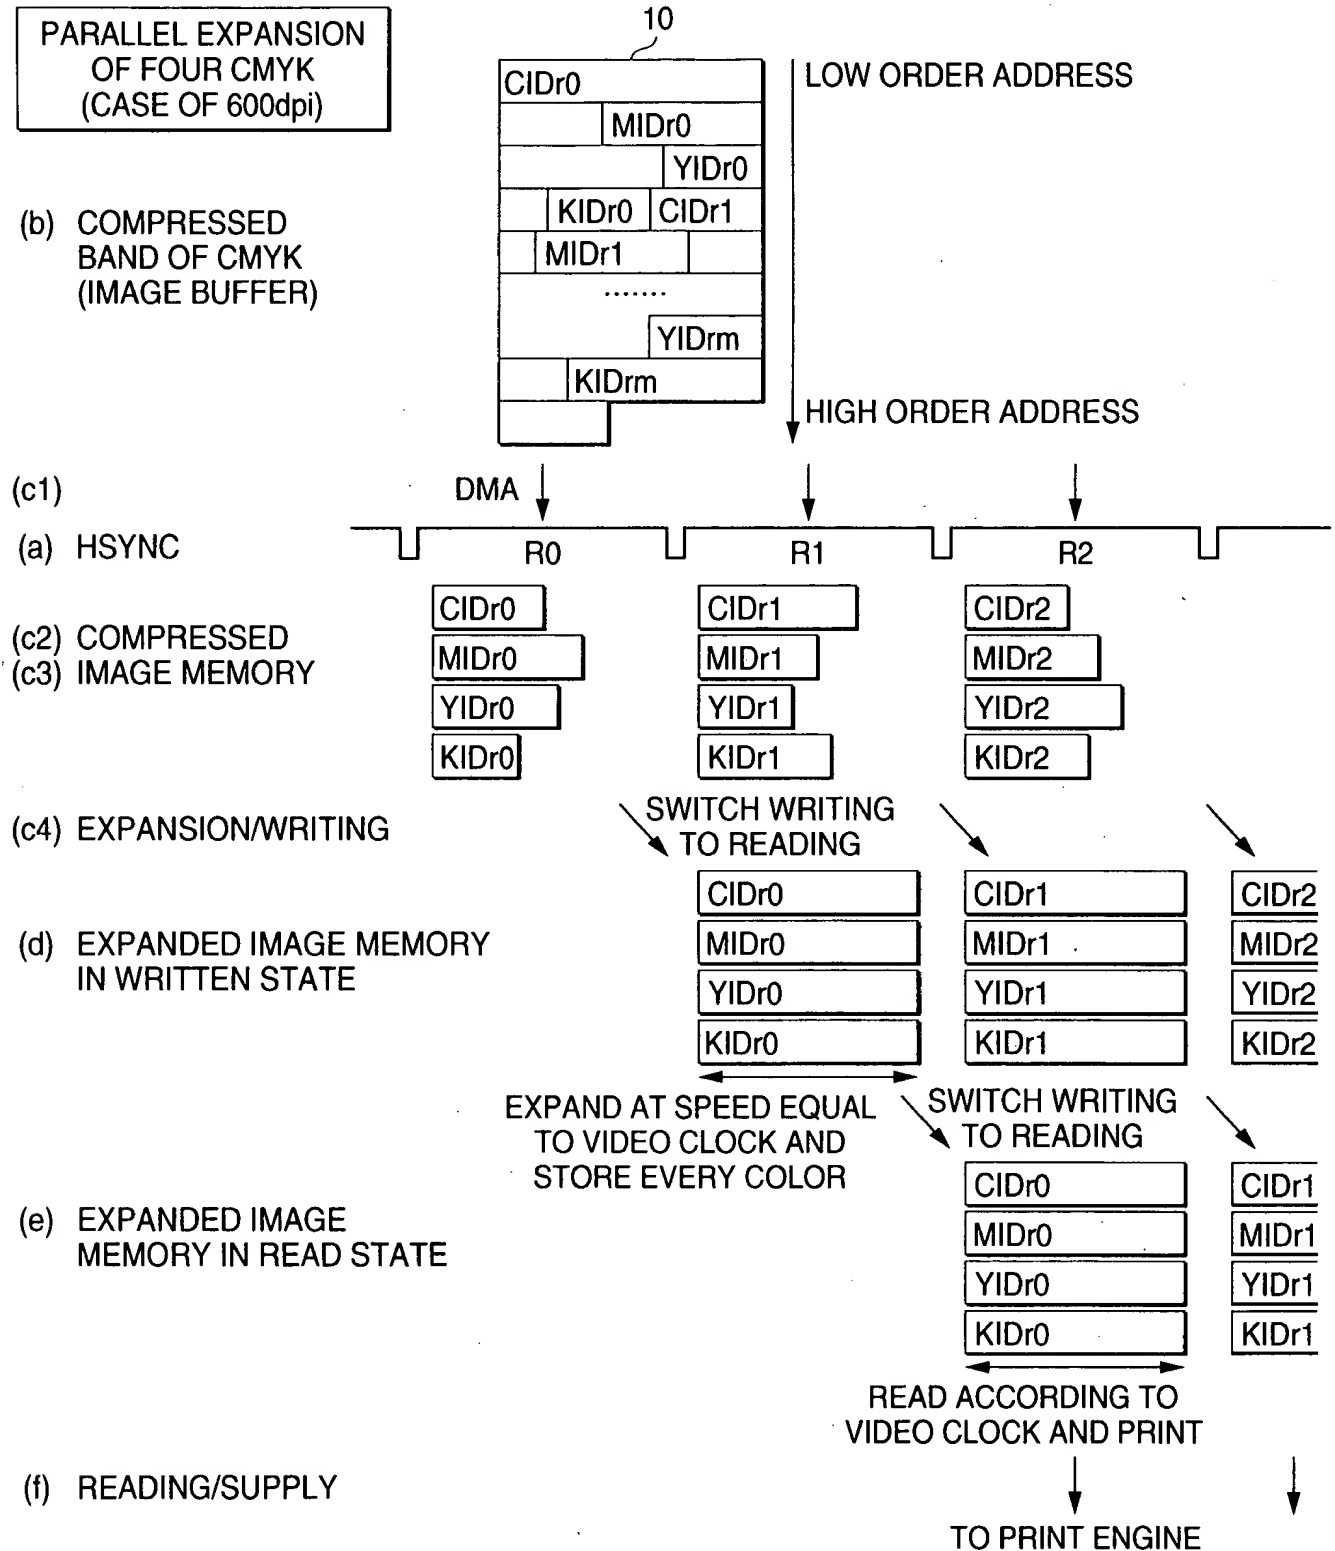 PARALLEL EXPANSION
OF FOUR CMYK
(CASE OF 600dpi)
10
CIDr0
MIDr0
YIDr0
KIDr0 CIDr1
MIDr1
.......
YIDrm
KIDrm
LOW ORDER ADDRESS
HIGH ORDER ADDRESS
(b) COMPRESSED
BAND OF CMYK
(IMAGE BUFFER)
(c1) DMA
(a) HSYNC R0 R1 R2
(c2) COMPRESSED
(c3) IMAGE MEMORY
CIDr0 CIDr1 CIDr2
MIDr0 MIDr1 MIDr2
YIDr0 YIDr1 YIDr2
KIDr0 KIDr1 KIDr2
(c4) EXPANSION/WRITING
SWITCH WRITING
TO READING
(d) EXPANDED IMAGE MEMORY
IN WRITTEN STATE
CIDr0 CIDr1 CIDr2
MIDr0 MIDr1 MIDr2
YIDr0 YIDr1 YIDr2
KIDr0 KIDr1 KIDr2
EXPAND AT SPEED EQUAL
TO VIDEO CLOCK AND
STORE EVERY COLOR
SWITCH WRITING
TO READING
(e) EXPANDED IMAGE
MEMORY IN READ STATE
CIDr0 CIDr1
MIDr0 MIDr1
YIDr0 YIDr1
KIDr0 KIDr1
READ ACCORDING TO
VIDEO CLOCK AND PRINT
(f) READING/SUPPLY
TO PRINT ENGINE